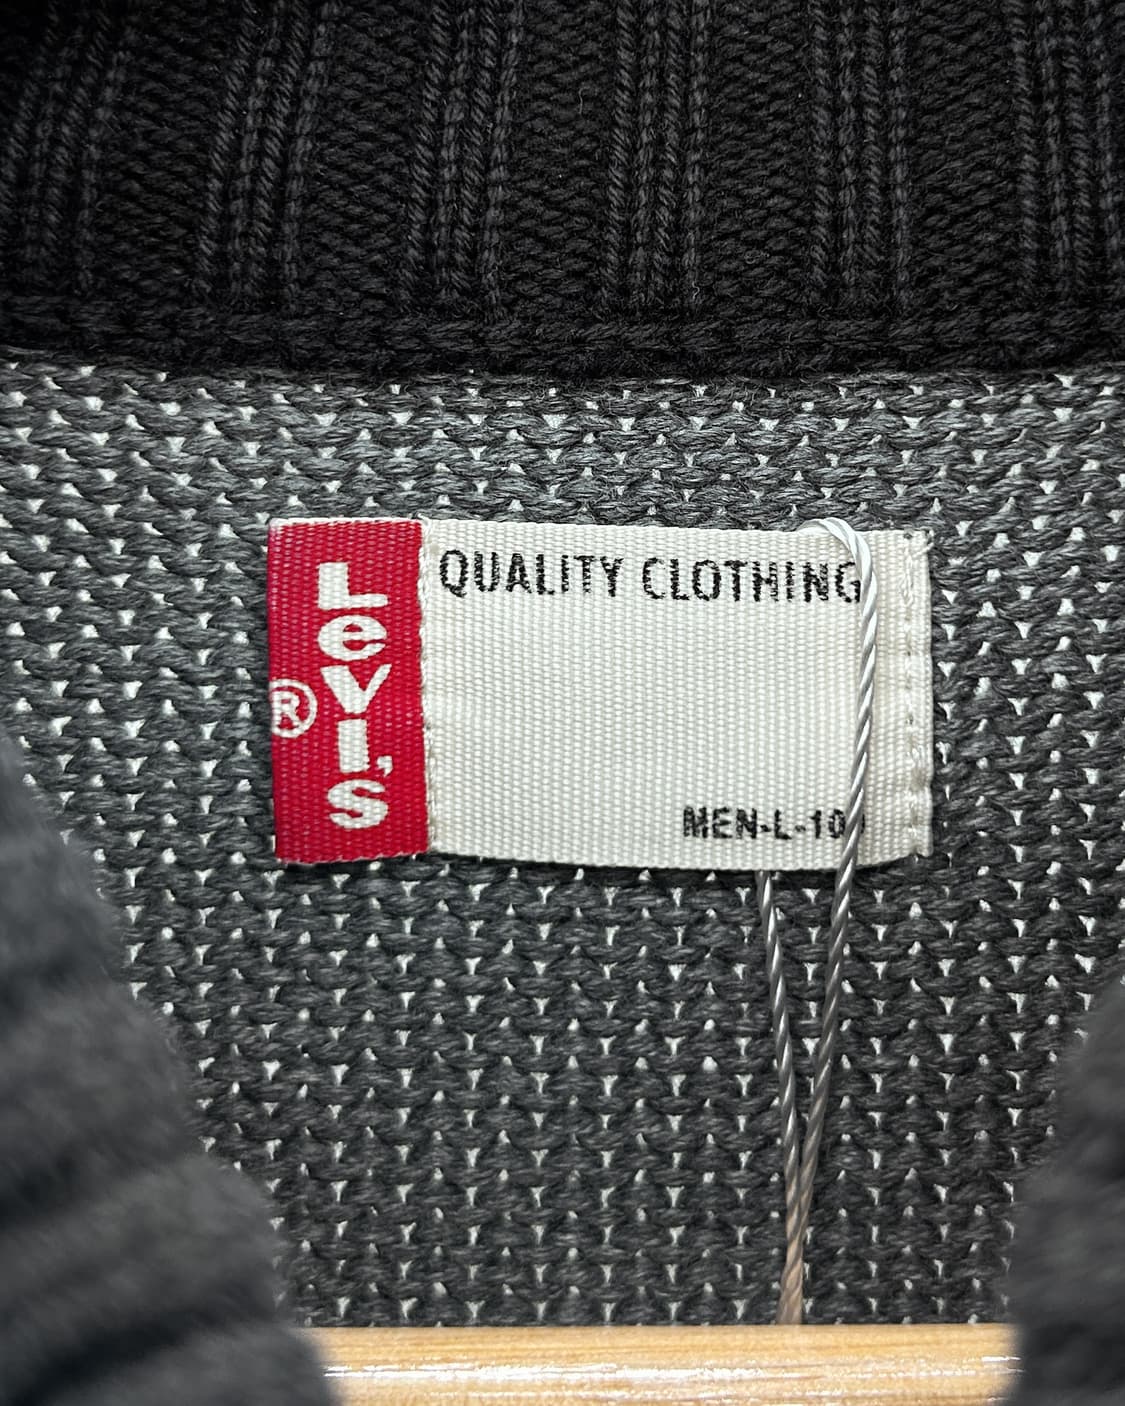 Levi's
®
QUALITY CLOTHING
MEN-L-10